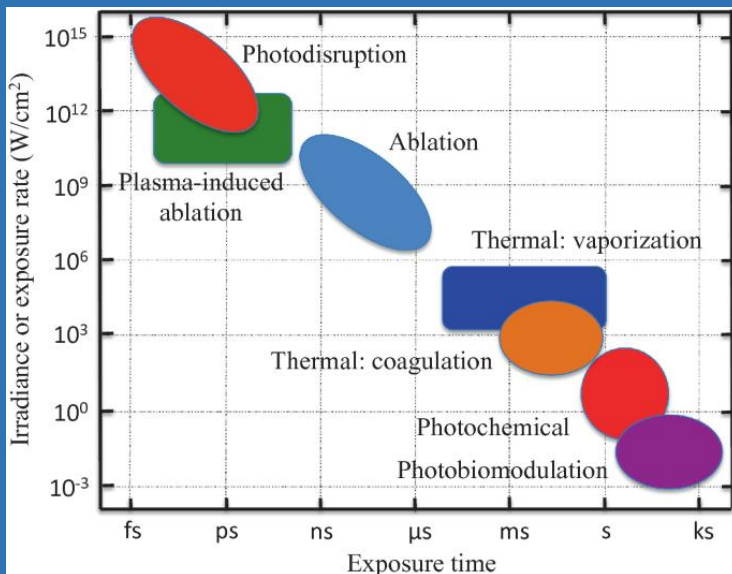 Irradiance or exposure rate (W/cm²)
10¹⁵
10¹²
10⁹
10⁶
10³
10⁰
10⁻³
Photodisruption
Ablation
Plasma-induced
ablation
Thermal: vaporization
Thermal: coagulation
Photochemical
Photobiomodulation
fs ps ns µs ms s ks
Exposure time